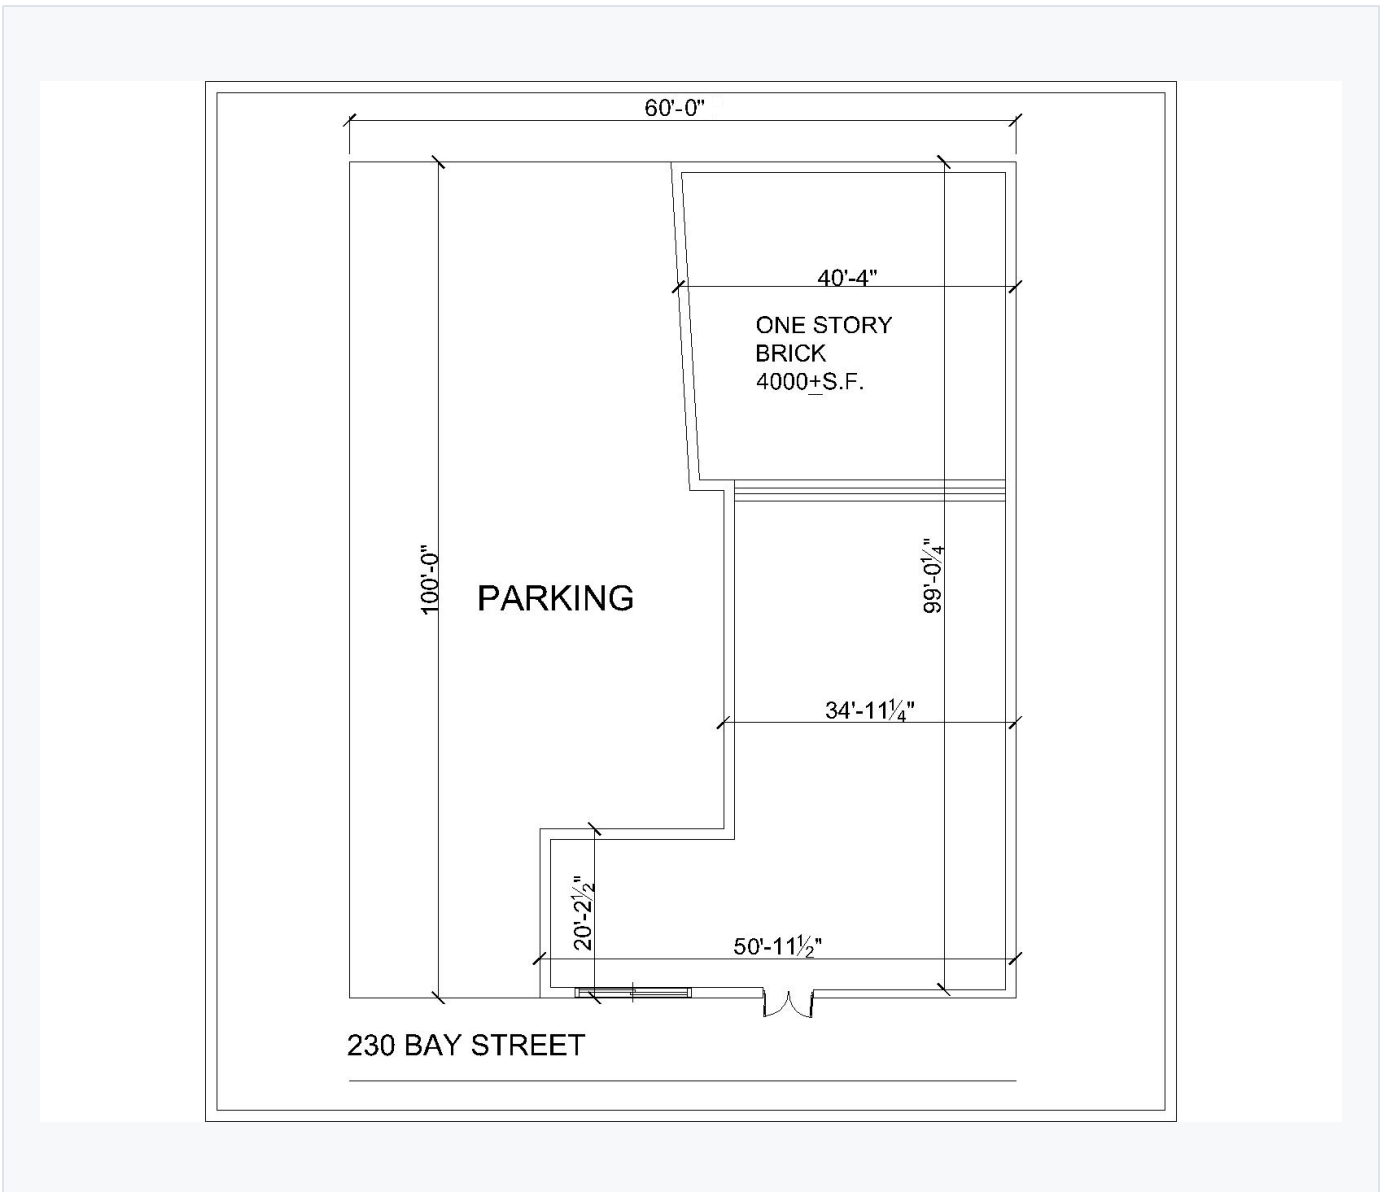 60'-0"
40'-4"
ONE STORY
BRICK
4000±S.F.
100'-0"
PARKING
99'-0¼"
34'-11¼"
20'-2½"
50'-11½"
230 BAY STREET